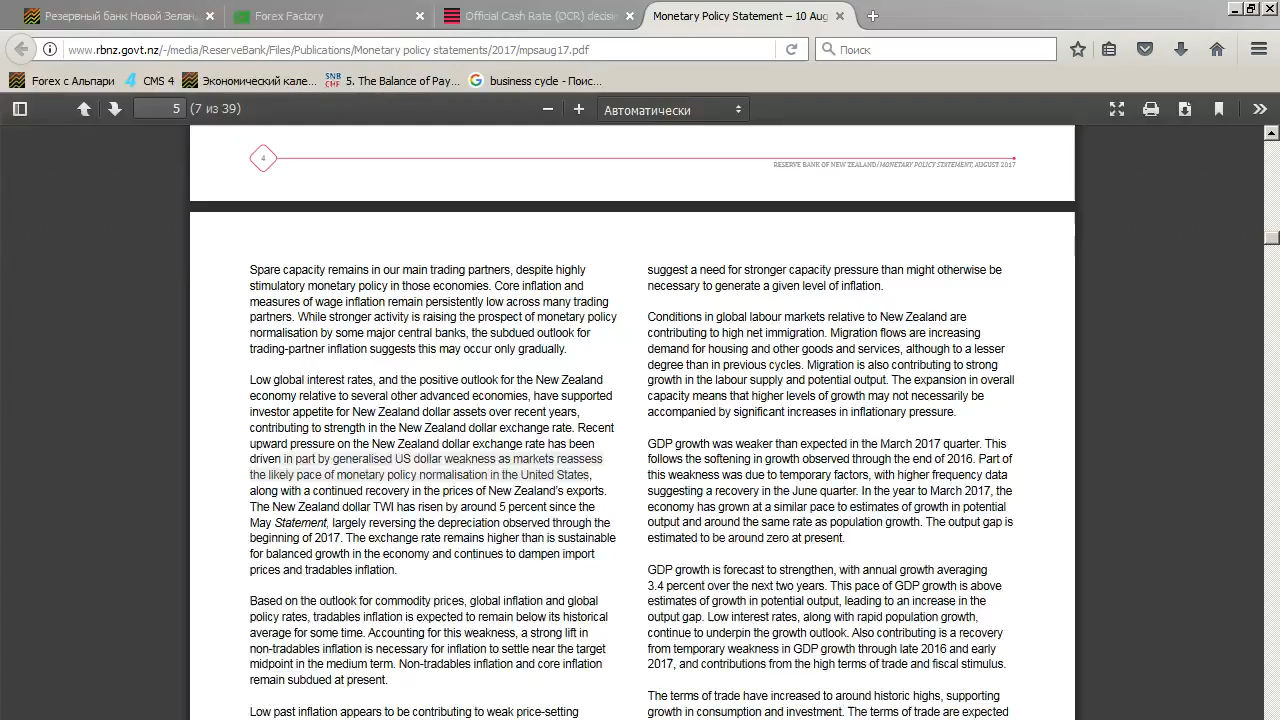 Резервный банк Новой Зелан
Forex Factory
Official Cash Rate (OCR) decisi
Monetary Policy Statement – 10 Aug
www.rbnz.govt.nz/-/media/ReserveBank/Files/Publications/Monetary policy statements/2017/mpsaug17.pdf
Поиск
Forex с Альпари
4 CMS 4
Экономический кале...
SNB CHF 5. The Balance of Pay...
business cycle - Поис...
5 (7 из 39)
Автоматически
4
RESERVE BANK OF NEW ZEALAND / MONETARY POLICY STATEMENT, AUGUST 2017
Spare capacity remains in our main trading partners, despite highly
stimulatory monetary policy in those economies. Core inflation and
measures of wage inflation remain persistently low across many trading
partners. While stronger activity is raising the prospect of monetary policy
normalisation by some major central banks, the subdued outlook for
trading-partner inflation suggests this may occur only gradually.
Low global interest rates, and the positive outlook for the New Zealand
economy relative to several other advanced economies, have supported
investor appetite for New Zealand dollar assets over recent years,
contributing to strength in the New Zealand dollar exchange rate. Recent
upward pressure on the New Zealand dollar exchange rate has been
driven in part by generalised US dollar weakness as markets reassess
the likely pace of monetary policy normalisation in the United States,
along with a continued recovery in the prices of New Zealand's exports.
The New Zealand dollar TWI has risen by around 5 percent since the
May Statement, largely reversing the depreciation observed through the
beginning of 2017. The exchange rate remains higher than is sustainable
for balanced growth in the economy and continues to dampen import
prices and tradables inflation.
Based on the outlook for commodity prices, global inflation and global
policy rates, tradables inflation is expected to remain below its historical
average for some time. Accounting for this weakness, a strong lift in
non-tradables inflation is necessary for inflation to settle near the target
midpoint in the medium term. Non-tradables inflation and core inflation
remain subdued at present.
Low past inflation appears to be contributing to weak price-setting
suggest a need for stronger capacity pressure than might otherwise be
necessary to generate a given level of inflation.
Conditions in global labour markets relative to New Zealand are
contributing to high net immigration. Migration flows are increasing
demand for housing and other goods and services, although to a lesser
degree than in previous cycles. Migration is also contributing to strong
growth in the labour supply and potential output. The expansion in overall
capacity means that higher levels of growth may not necessarily be
accompanied by significant increases in inflationary pressure.
GDP growth was weaker than expected in the March 2017 quarter. This
follows the softening in growth observed through the end of 2016. Part of
this weakness was due to temporary factors, with higher frequency data
suggesting a recovery in the June quarter. In the year to March 2017, the
economy has grown at a similar pace to estimates of growth in potential
output and around the same rate as population growth. The output gap is
estimated to be around zero at present.
GDP growth is forecast to strengthen, with annual growth averaging
3.4 percent over the next two years. This pace of GDP growth is above
estimates of growth in potential output, leading to an increase in the
output gap. Low interest rates, along with rapid population growth,
continue to underpin the growth outlook. Also contributing is a recovery
from temporary weakness in GDP growth through late 2016 and early
2017, and contributions from the high terms of trade and fiscal stimulus.
The terms of trade have increased to around historic highs, supporting
growth in consumption and investment. The terms of trade are expected